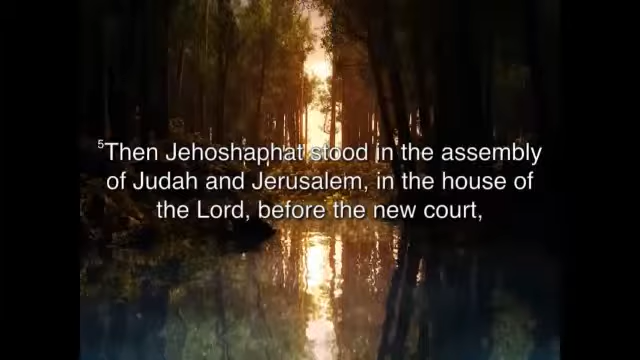 ⁵Then Jehoshaphat stood in the assembly
of Judah and Jerusalem, in the house of
the Lord, before the new court,